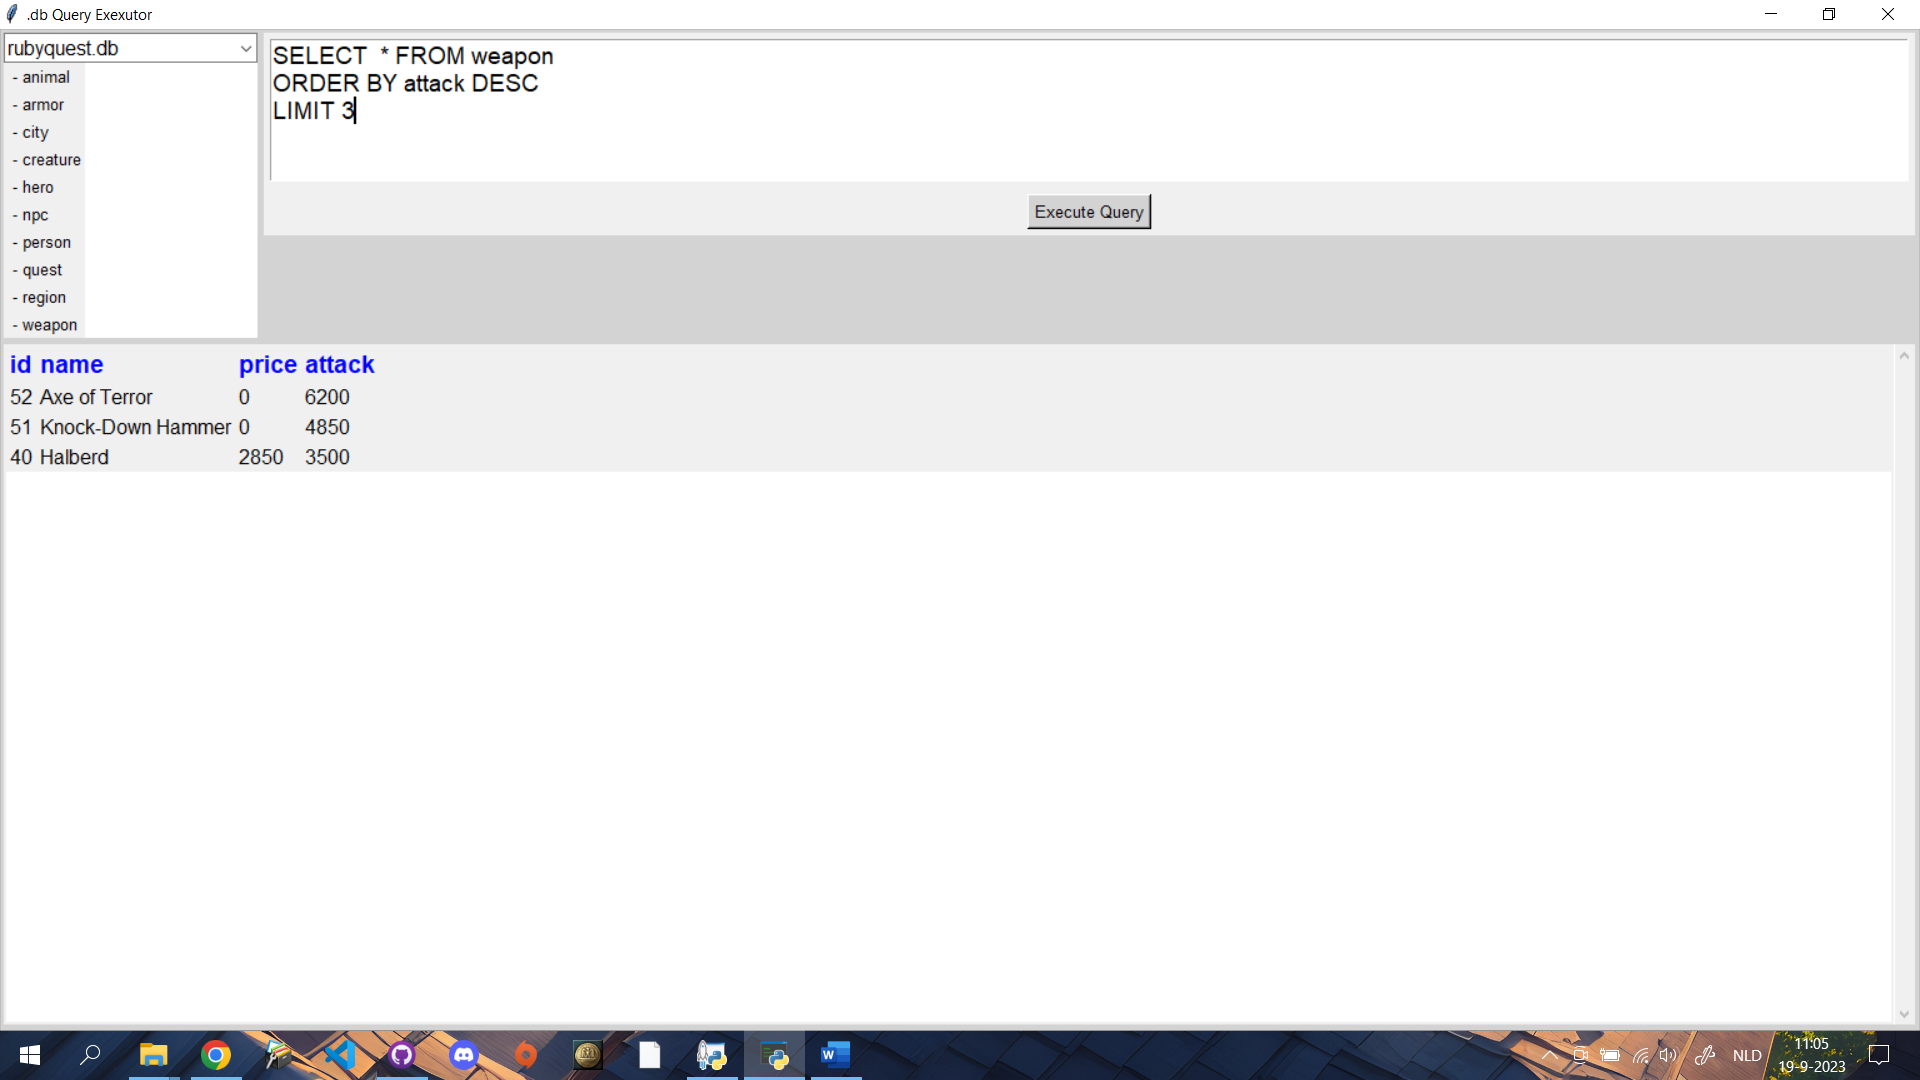 .db Query Exexutor
rubyquest.db
- animal
- armor
- city
- creature
- hero
- npc
- person
- quest
- region
- weapon
SELECT  * FROM weapon
ORDER BY attack DESC
LIMIT 3
Execute Query
id name price attack
52 Axe of Terror 0 6200
51 Knock-Down Hammer 0 4850
40 Halberd 2850 3500
NLD
11:05
19-9-2023